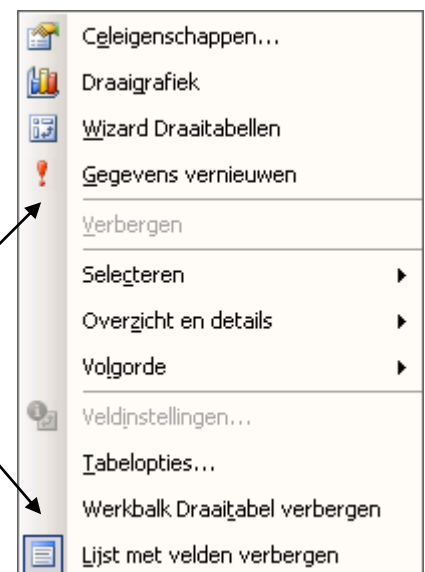 Celeigenschappen...
Draaigrafiek
Wizard Draaitabellen
Gegevens vernieuwen
Verbergen
Selecteren
Overzicht en details
Volgorde
Veldinstellingen...
Tabelopties...
Werkbalk Draaitabel verbergen
Lijst met velden verbergen